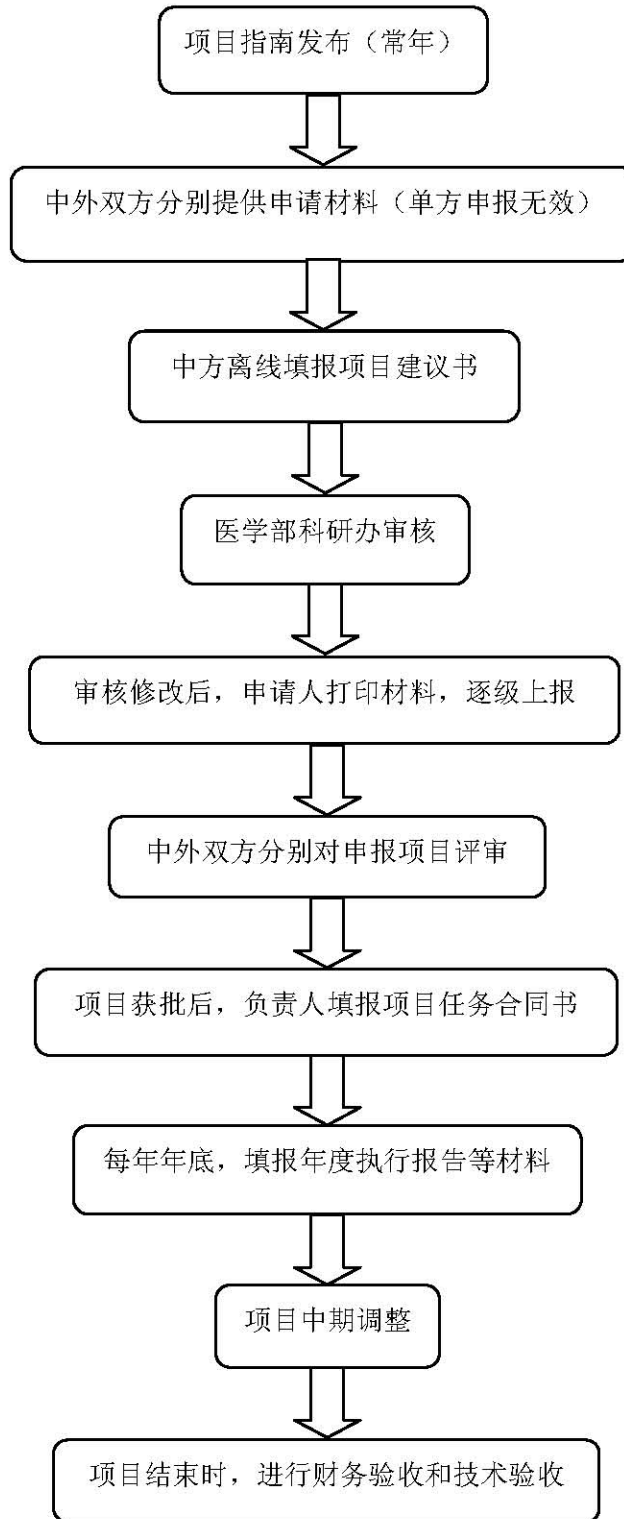 项目指南发布（常年）
中外双方分别提供申请材料（单方申报无效）
中方离线填报项目建议书
医学部科研办审核
审核修改后，申请人打印材料，逐级上报
中外双方分别对申报项目评审
项目获批后，负责人填报项目任务合同书
每年年底，填报年度执行报告等材料
项目中期调整
项目结束时，进行财务验收和技术验收